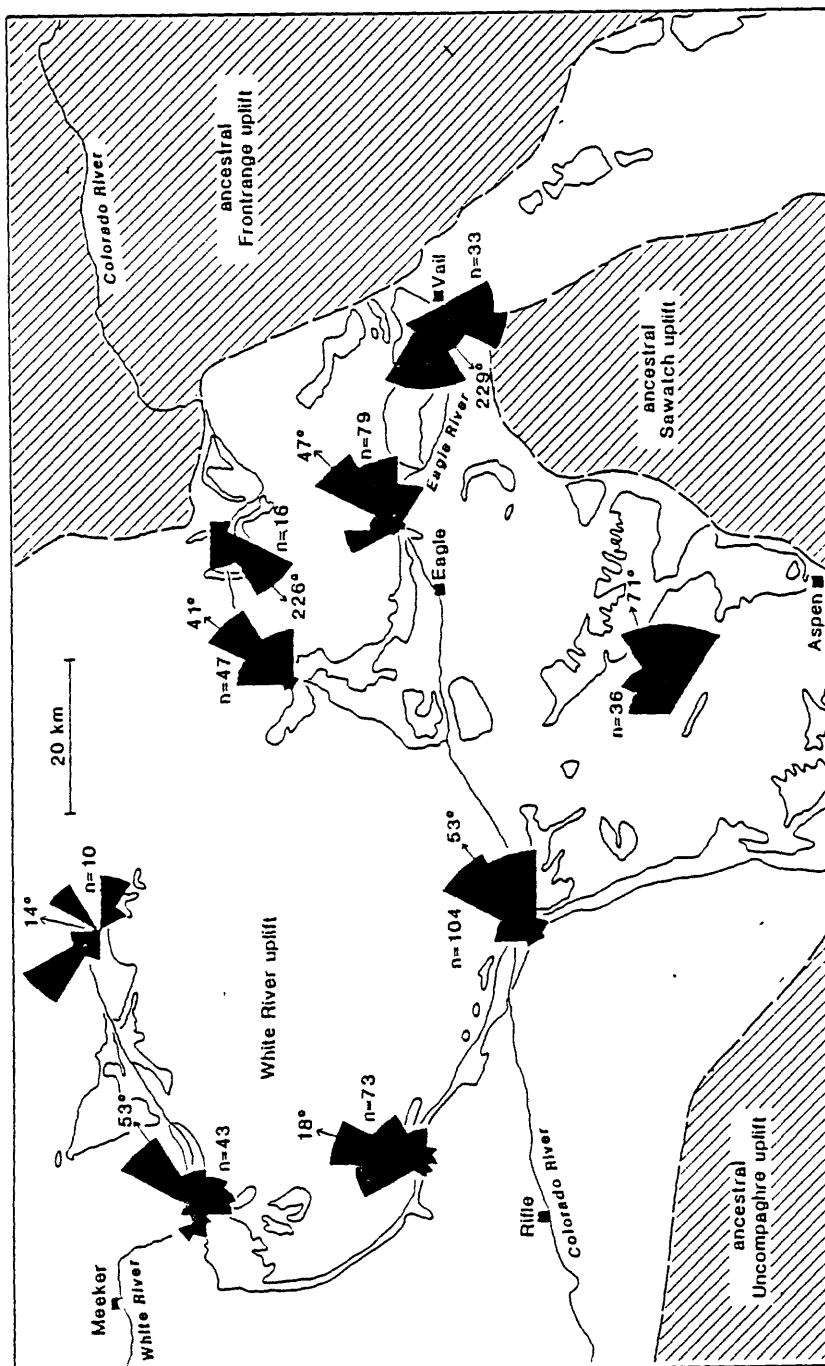 Colorado River
ancestral
Frontrange uplift
14°
n=10
20 km
53°
n=43
Meeker
White River
White River uplift
41°
n=47
n=16
226°
47°
n=79
Vail
n=33
229°
Eagle River
Eagle
18°
n=73
53°
n=104
ancestral
Sawatch uplift
Rifle
Colorado River
71°
n=36
Aspen
ancestral
Uncompaghre uplift